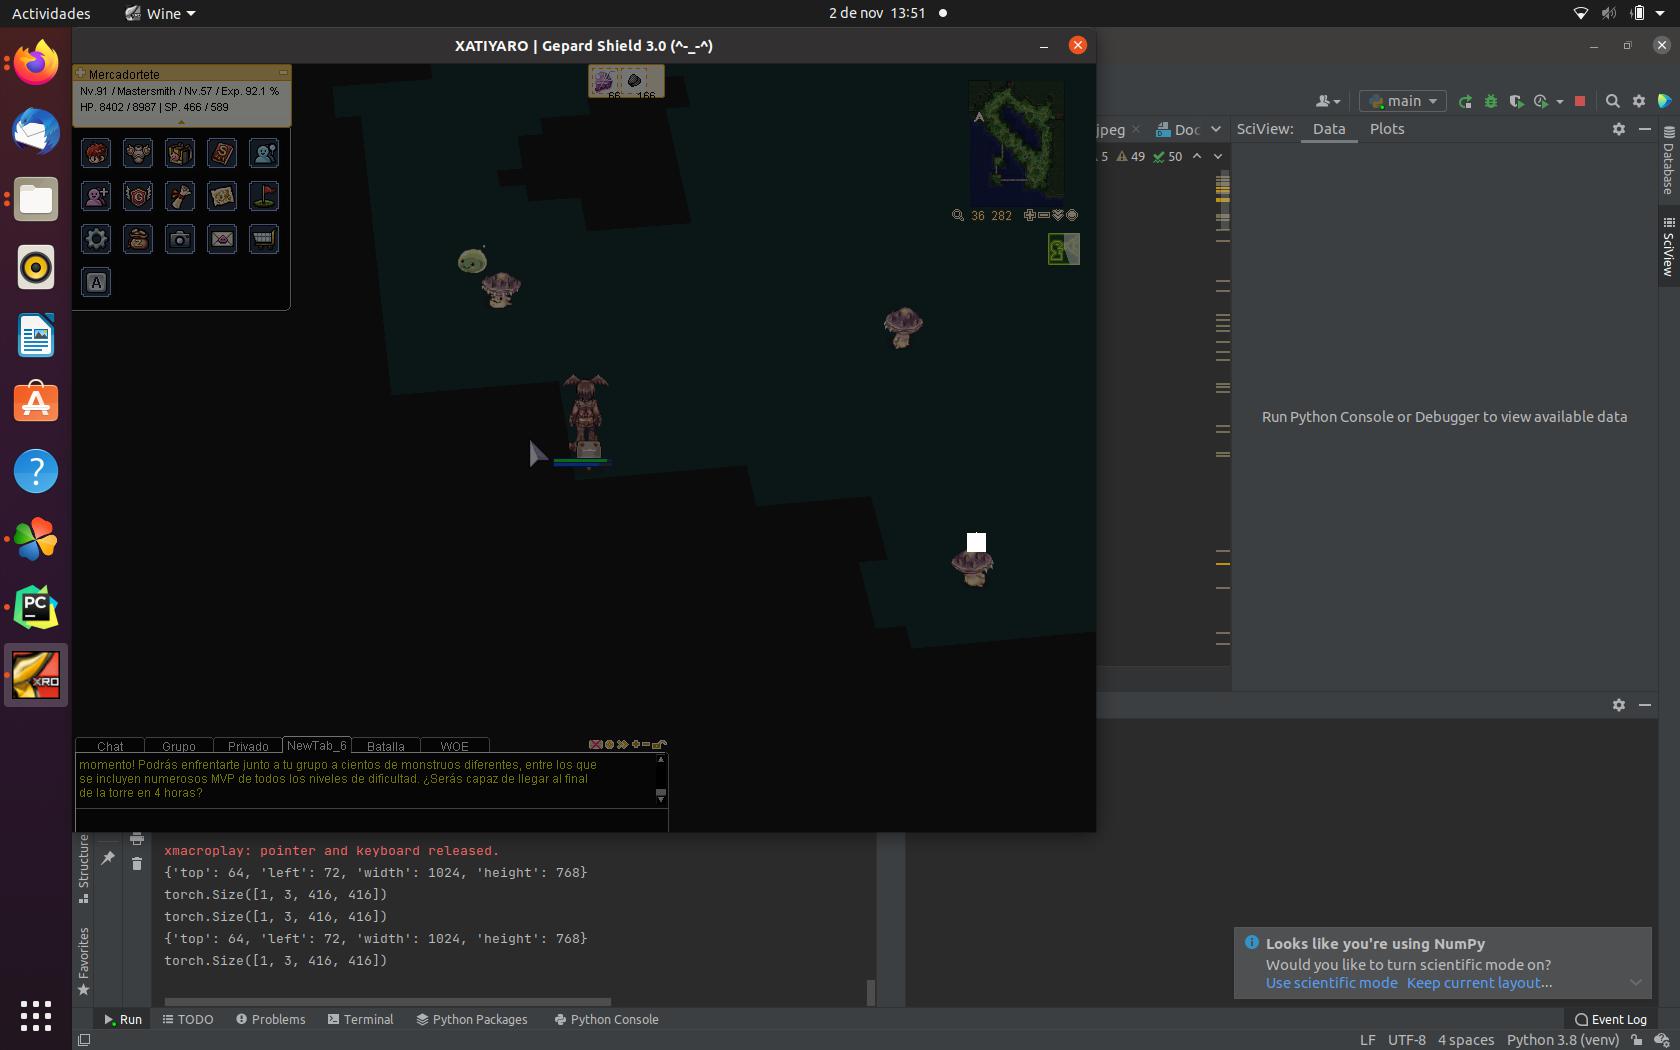 Actividades
Wine
2 de nov 13:51
XATIYARO | Gepard Shield 3.0 (^-_-^)
Mercadortete
Nv.91 / Mastersmith / Nv.57 / Exp. 92.1 %
HP. 8402 / 8987 | SP. 466 / 589
66
166
A
36 282
main
jpeg
Doc
SciView:
Data
Plots
5
49
50
Database
SciView
Run Python Console or Debugger to view available data
Chat
Grupo
Privado
NewTab_6
Batalla
WOE
momento! Podrás enfrentarte junto a tu grupo a cientos de monstruos diferentes, entre los que
se incluyen numerosos MVP de todos los niveles de dificultad. ¿Serás capaz de llegar al final
de la torre en 4 horas?
Structure
Favorites
xmacroplay: pointer and keyboard released.
{'top': 64, 'left': 72, 'width': 1024, 'height': 768}
torch.Size([1, 3, 416, 416])
torch.Size([1, 3, 416, 416])
{'top': 64, 'left': 72, 'width': 1024, 'height': 768}
torch.Size([1, 3, 416, 416])
Looks like you're using NumPy
Would you like to turn scientific mode on?
Use scientific mode Keep current layout...
Run
TODO
Problems
Terminal
Python Packages
Python Console
Event Log
LF UTF-8 4 spaces Python 3.8 (venv)
PC
XRO